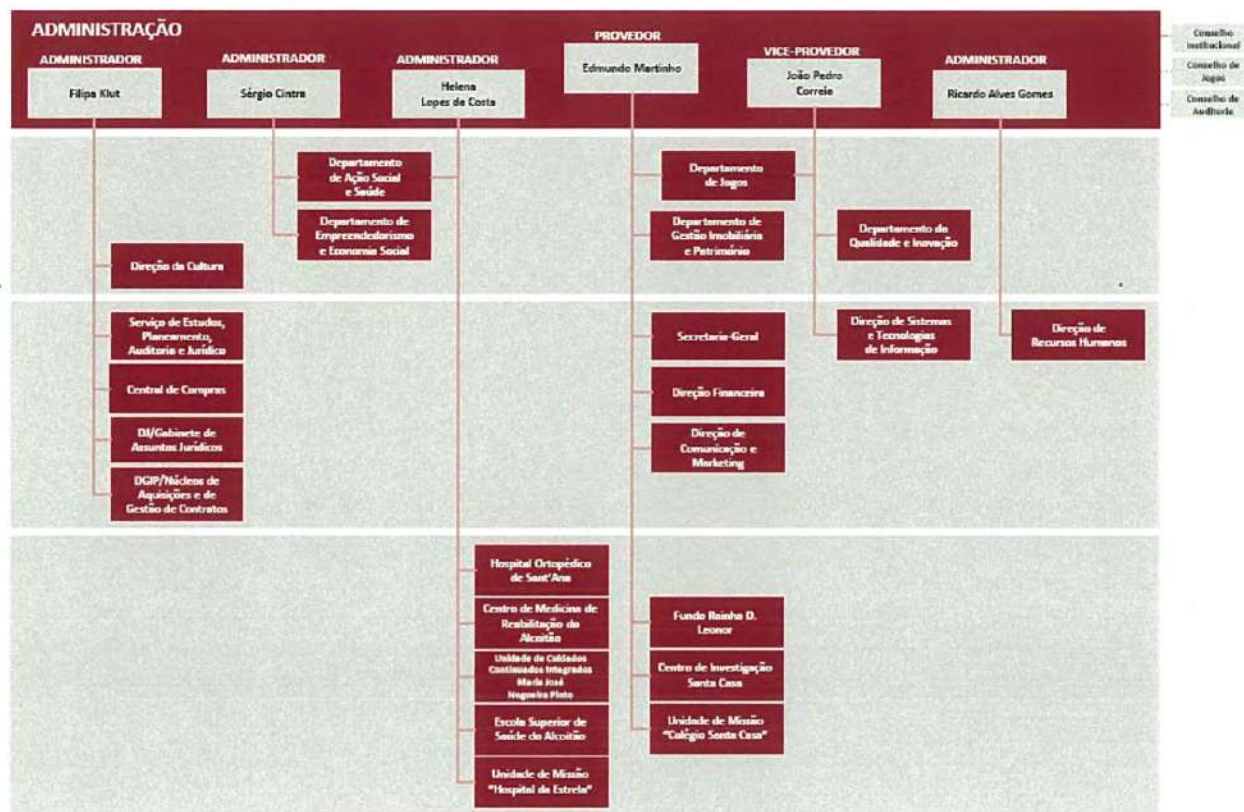 ADMINISTRAÇÃO
ADMINISTRADOR
Filipa Klut
ADMINISTRADOR
Sérgio Cintra
ADMINISTRADOR
Helena
Lopes da Costa
PROVEDOR
Edmundo Martinho
VICE-PROVEDOR
João Pedro
Correia
ADMINISTRADOR
Ricardo Alves Gomes
Conselho
Institucional
Conselho de
Jogos
Conselho de
Auditoria
Departamento
de Ação Social
e Saúde
Departamento de
Empreendedorismo
e Economia Social
Direção da Cultura
Departamento
de Jogos
Departamento de
Gestão Imobiliária
e Património
Departamento da
Qualidade e Inovação
Serviço de Estudos,
Planeamento,
Auditoria e Jurídico
Central de Compras
DJ/Gabinete de
Assuntos Jurídicos
DGIP/Núcleos de
Aquisições e de
Gestão de Contratos
Secretaria-Geral
Direção Financeira
Direção de
Comunicação e
Marketing
Direção de Sistemas
e Tecnologias
de Informação
Direção de
Recursos Humanos
Hospital Ortopédico
de Sant'Ana
Centro de Medicina de
Reabilitação do
Alcoitão
Unidade de Cuidados
Continuados Integrados
Maria José
Nogueira Pinto
Escola Superior de
Saúde do Alcoitão
Unidade de Missão
"Hospital da Estrela"
Fundo Rainha D.
Leonor
Centro de Investigação
Santa Casa
Unidade de Missão
"Colégio Santa Casa"